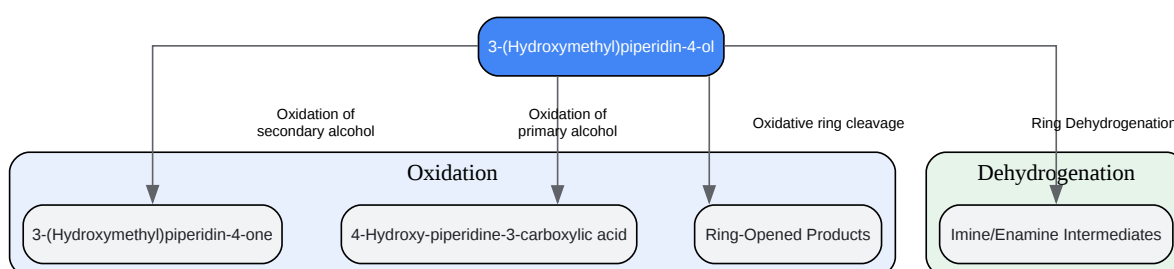 3-(Hydroxymethyl)piperidin-4-ol
Oxidation of
secondary alcohol
Oxidation of
primary alcohol
Oxidative ring cleavage
Ring Dehydrogenation
Oxidation
Dehydrogenation
3-(Hydroxymethyl)piperidin-4-one
4-Hydroxy-piperidine-3-carboxylic acid
Ring-Opened Products
Imine/Enamine Intermediates